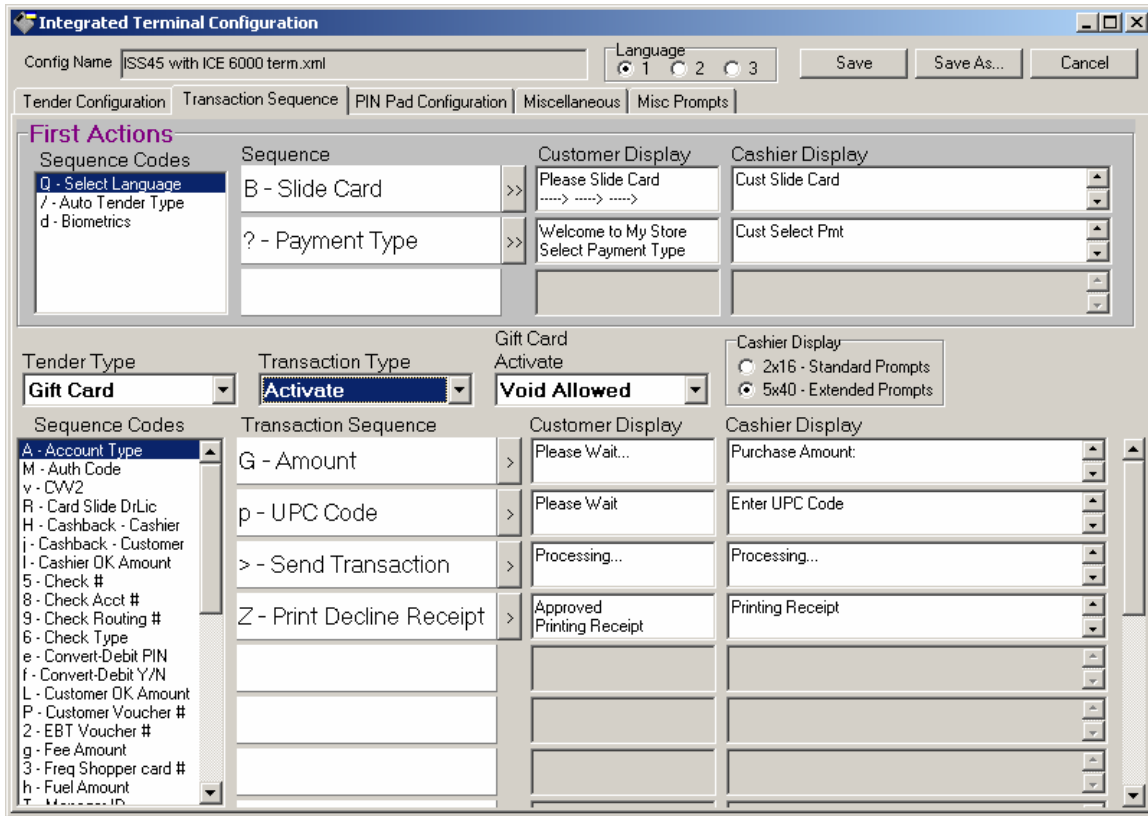 Integrated Terminal Configuration
Config Name ISS45 with ICE 6000 term.xml
Language
1 2 3
Save Save As... Cancel
Tender Configuration Transaction Sequence PIN Pad Configuration Miscellaneous Misc Prompts
First Actions
Sequence Codes
Q - Select Language
/ - Auto Tender Type
d - Biometrics
Sequence
B - Slide Card >>
? - Payment Type >>
Customer Display
Please Slide Card
-----> -----> ----->
Welcome to My Store
Select Payment Type
Cashier Display
Cust Slide Card
Cust Select Pmt
Tender Type
Gift Card
Transaction Type
Activate
Gift Card
Activate
Void Allowed
Cashier Display
2x16 - Standard Prompts
5x40 - Extended Prompts
Sequence Codes
A - Account Type
M - Auth Code
v - CVV2
R - Card Slide DrLic
H - Cashback - Cashier
j - Cashback - Customer
I - Cashier OK Amount
5 - Check #
8 - Check Acct #
9 - Check Routing #
6 - Check Type
e - Convert-Debit PIN
f - Convert-Debit Y/N
L - Customer OK Amount
P - Customer Voucher #
2 - EBT Voucher #
g - Fee Amount
3 - Freq Shopper card #
h - Fuel Amount
Transaction Sequence
G - Amount >
p - UPC Code >
> - Send Transaction >
Z - Print Decline Receipt >
Customer Display
Please Wait...
Please Wait
Processing...
Approved
Printing Receipt
Cashier Display
Purchase Amount:
Enter UPC Code
Processing...
Printing Receipt